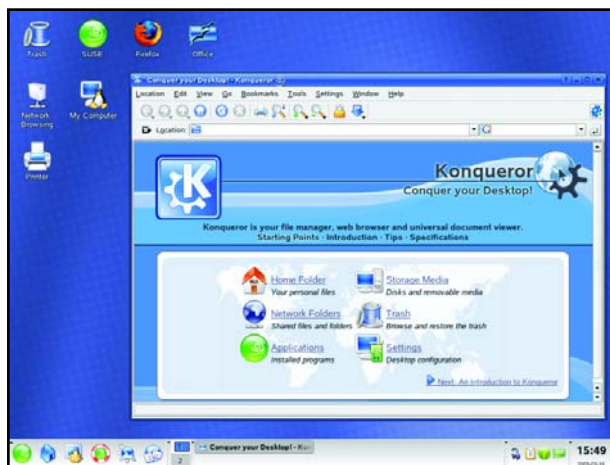 Trash
SUSE
Firefox
Office
Network
Browsing
My Computer
Printer
Conquer your Desktop! - Konqueror
Location Edit View Go Bookmarks Tools Settings Window Help
Location:
Konqueror
Conquer your Desktop!
Konqueror is your file manager, web browser and universal document viewer.
Starting Points · Introduction · Tips · Specifications
Home Folder
Your personal files
Storage Media
Disks and removable media
Network Folders
Shared files and folders
Trash
Browse and restore the trash
Applications
Installed programs
Settings
Desktop configuration
Next: An Introduction to Konqueror
1
2
Conquer your Desktop! - Kon
15:49